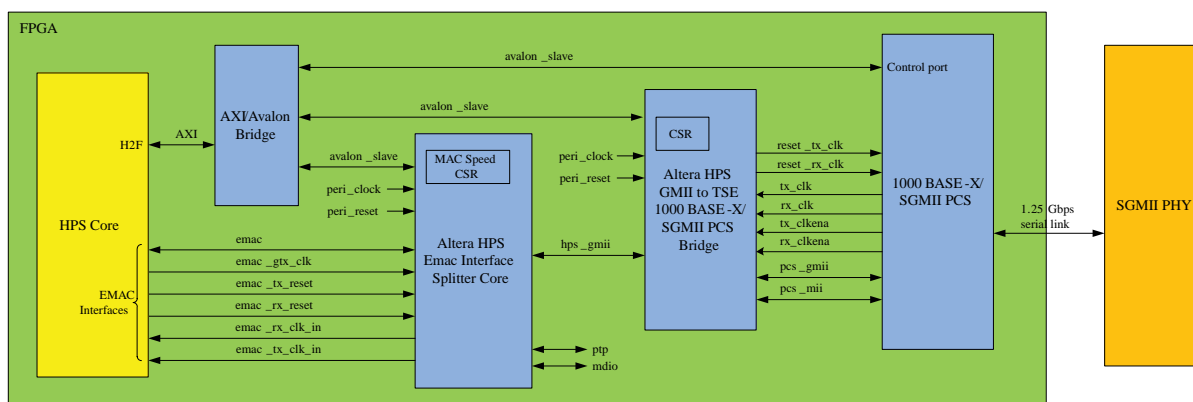 FPGA
HPS Core
H2F
EMAC
Interfaces
AXI
AXI/Avalon
Bridge
avalon _slave
avalon _slave
avalon _slave
peri_clock
peri_reset
emac
emac _gtx_clk
emac _tx_reset
emac _rx_reset
emac _rx_clk_in
emac _tx_clk_in
MAC Speed
CSR
Altera HPS
Emac Interface
Splitter Core
hps _gmii
ptp
mdio
peri_clock
peri_reset
CSR
Altera HPS
GMII to TSE
1000 BASE-X/
SGMII PCS
Bridge
reset _tx_clk
reset _rx_clk
tx_clk
rx_clk
tx_clkena
rx_clkena
pcs _gmii
pcs _mii
Control port
1000 BASE-X/
SGMII PCS
1.25 Gbps
serial link
SGMII PHY